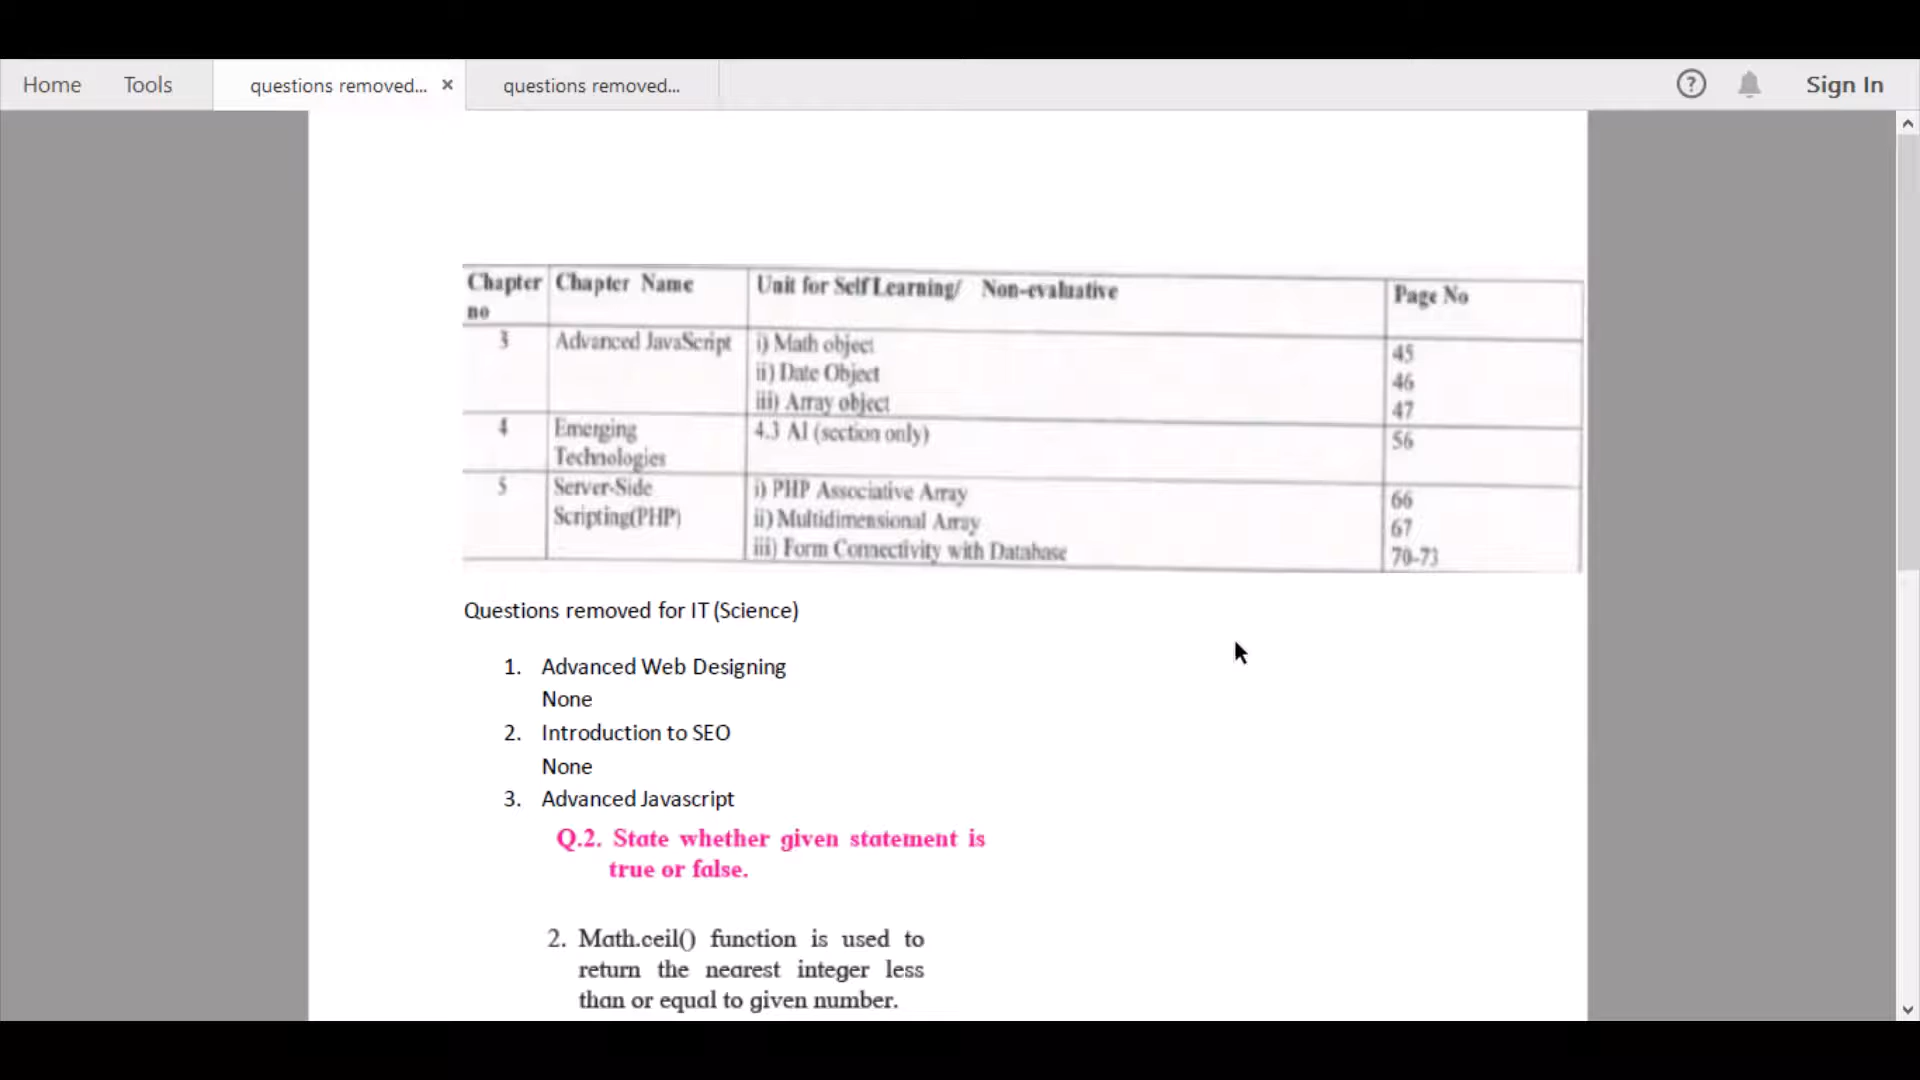 Home Tools questions removed... × questions removed... ? Sign In
Chapter no Chapter Name Unit for Self Learning/ Non-evaluative Page No
3 Advanced JavaScript i) Math object 45
ii) Date Object 46
iii) Array object 47
4 Emerging Technologies 4.3 AI (section only) 56
5 Server-Side Scripting(PHP) i) PHP Associative Array 66
ii) Multidimensional Array 67
iii) Form Connectivity with Database 70-73
Questions removed for IT (Science)
1. Advanced Web Designing
None
2. Introduction to SEO
None
3. Advanced Javascript
Q.2. State whether given statement is
true or false.
2. Math.ceil() function is used to
return the nearest integer less
than or equal to given number.